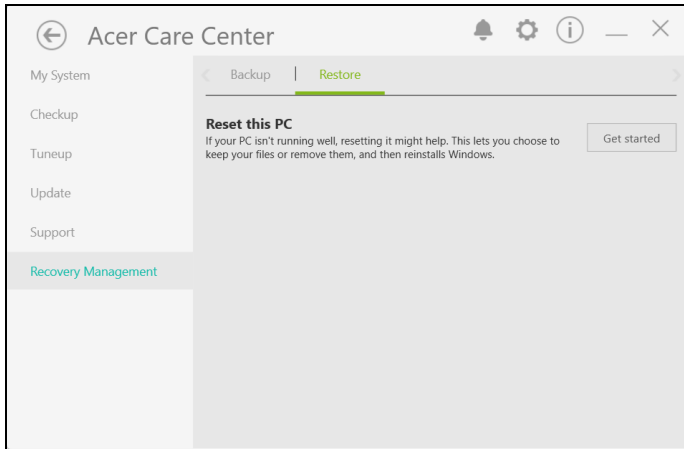 Acer Care Center
My System
Checkup
Tuneup
Update
Support
Recovery Management
Backup | Restore
Reset this PC
If your PC isn't running well, resetting it might help. This lets you choose to
keep your files or remove them, and then reinstalls Windows.
Get started